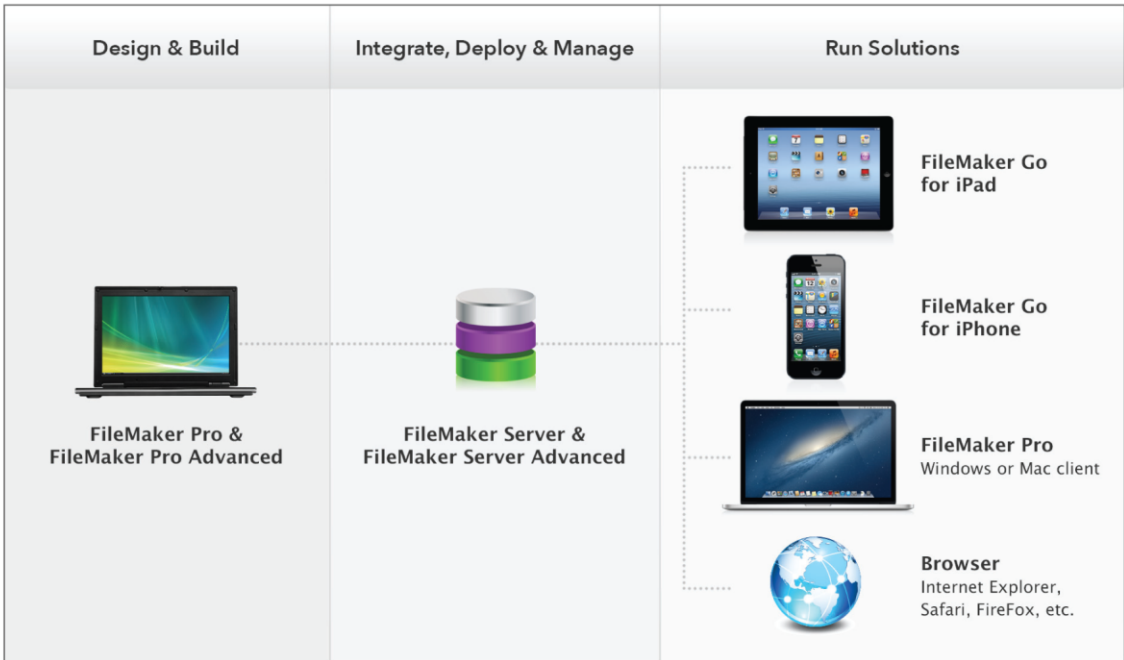 Design & Build
Integrate, Deploy & Manage
Run Solutions
FileMaker Go
for iPad
FileMaker Go
for iPhone
FileMaker Pro &
FileMaker Pro Advanced
FileMaker Server &
FileMaker Server Advanced
FileMaker Pro
Windows or Mac client
Browser
Internet Explorer,
Safari, FireFox, etc.